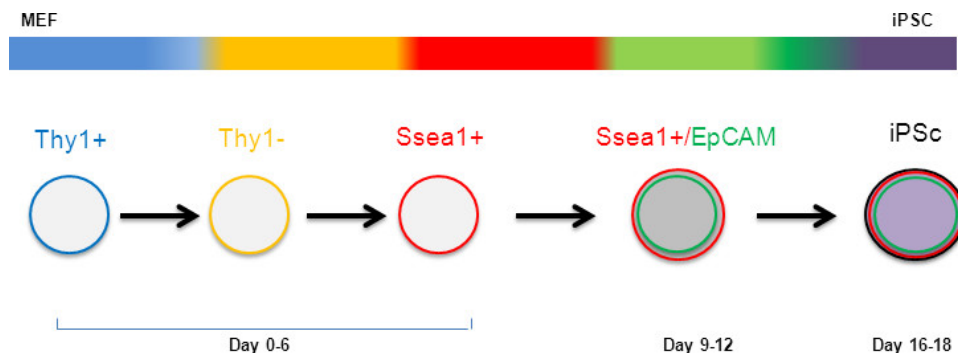 MEF iPSC
Thy1+ Thy1- Ssea1+ Ssea1+/EpCAM iPSc
Day 0-6 Day 9-12 Day 16-18